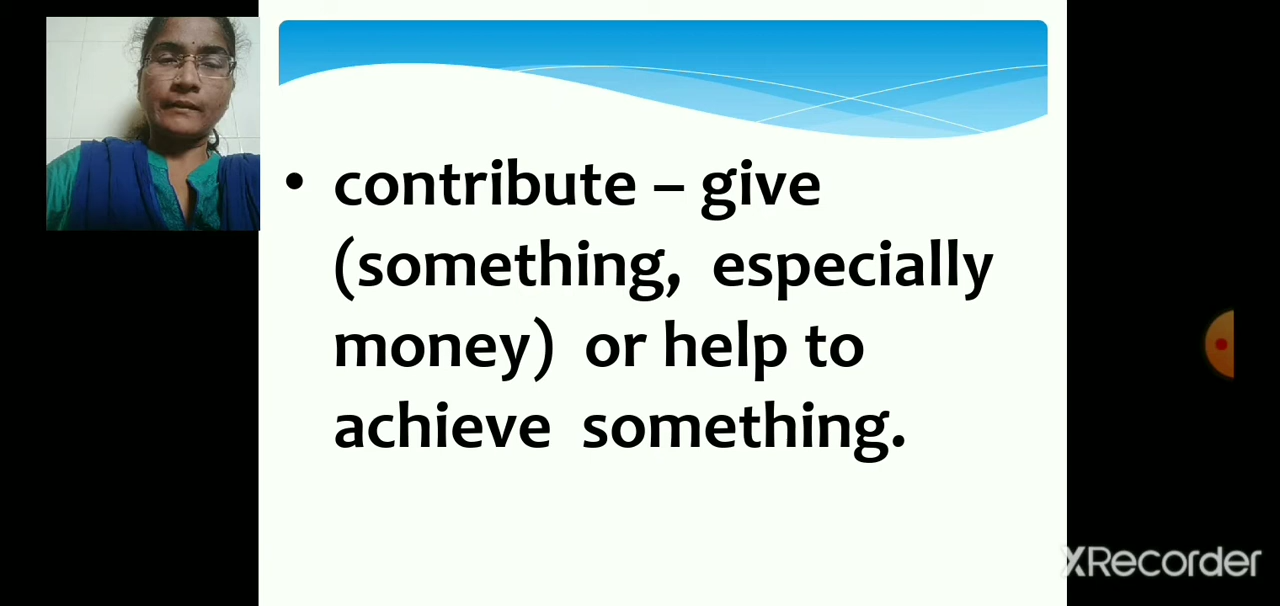 • contribute – give
(something, especially
money) or help to
achieve something.
XRecorder